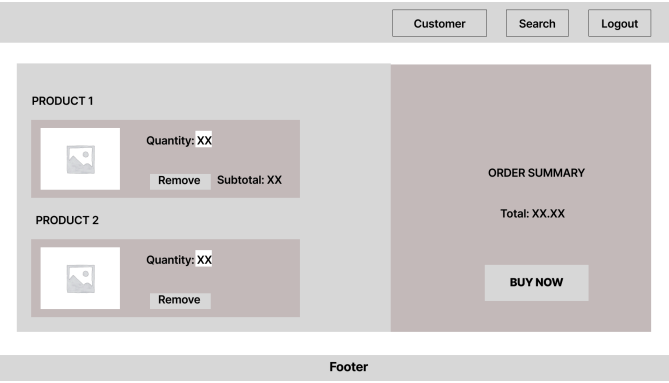 Customer
Search
Logout
PRODUCT 1
Quantity: XX
Remove
Subtotal: XX
PRODUCT 2
Quantity: XX
Remove
ORDER SUMMARY
Total: XX.XX
BUY NOW
Footer